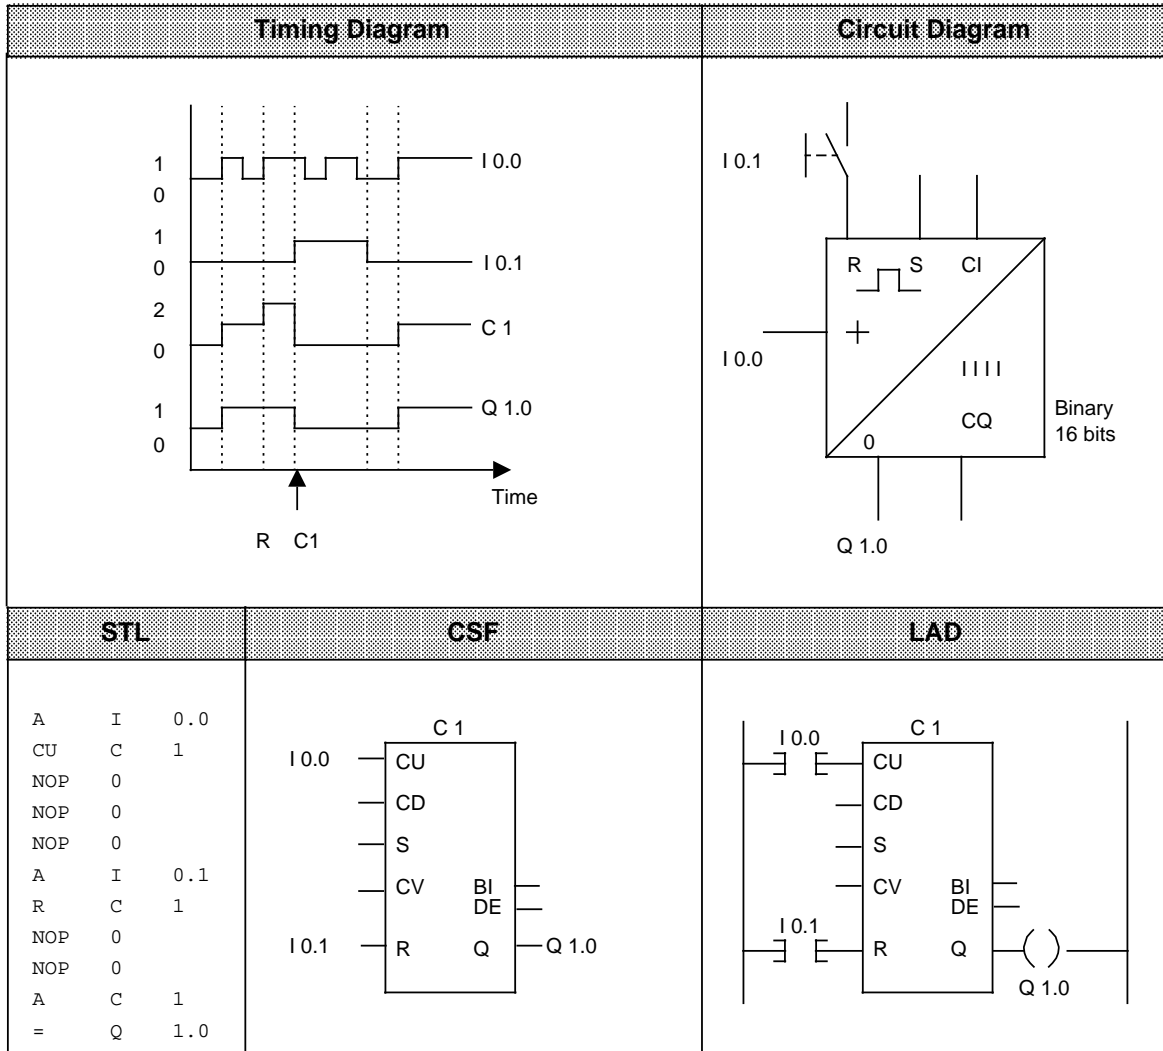 Timing Diagram
Circuit Diagram
1
0
I 0.0
1
0
I 0.1
2
0
C 1
1
0
Q 1.0
Time
R C1
I 0.1
R S CI
+
I 0.0
I I I I
CQ
0
Binary
16 bits
Q 1.0
STL
CSF
LAD
A I 0.0
CU C 1
NOP 0
NOP 0
NOP 0
A I 0.1
R C 1
NOP 0
NOP 0
A C 1
= Q 1.0
C 1
I 0.0
CU
CD
S
CV BI
DE
I 0.1
R Q
Q 1.0
C 1
I 0.0
CU
CD
S
CV BI
DE
I 0.1
R Q
Q 1.0